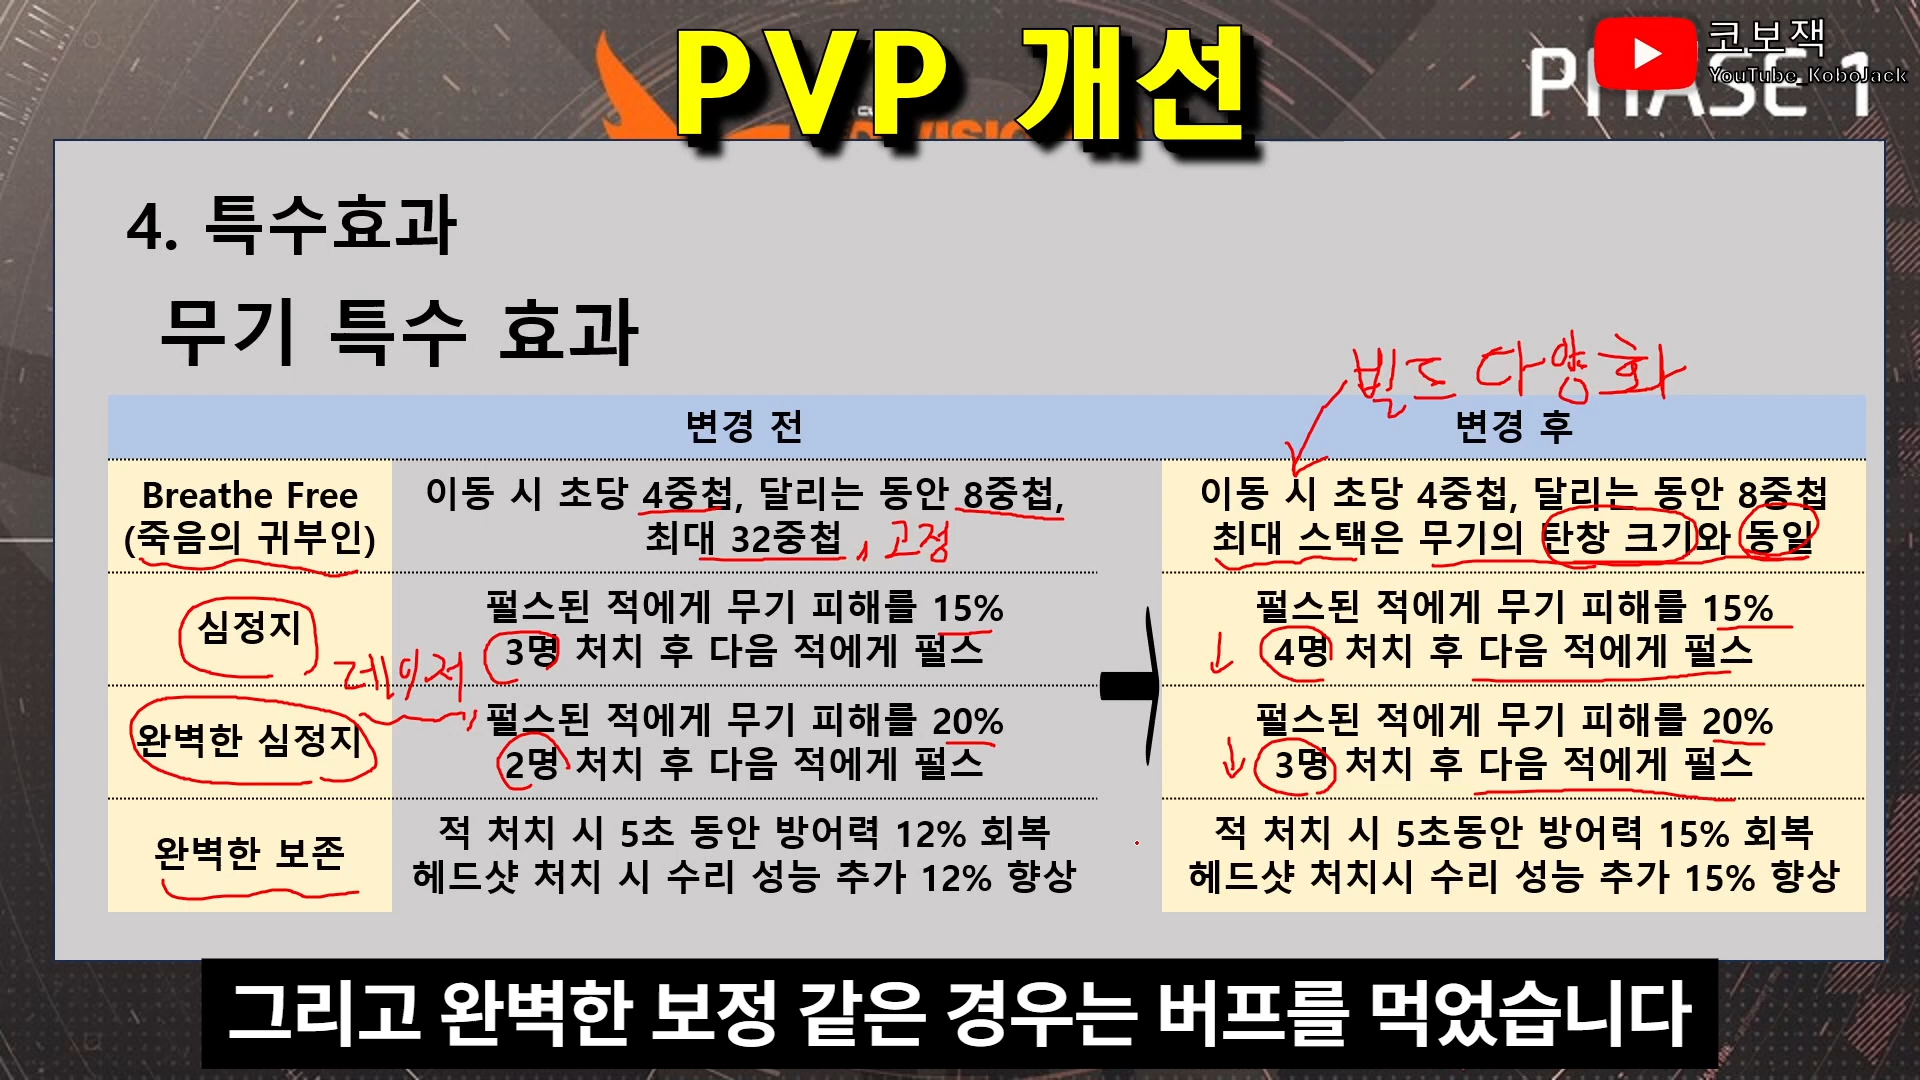 PVP 개선
PHASE 1
코보잭
YouTube_KoboJack
4. 특수효과
무기 특수 효과
빌드 다양화
변경 전
변경 후
Breathe Free
(죽음의 귀부인)
이동 시 초당 4중첩, 달리는 동안 8중첩,
최대 32중첩, 고정
이동 시 초당 4중첩, 달리는 동안 8중첩
최대 스택은 무기의 탄창 크기와 동일
심정지
펄스된 적에게 무기 피해를 15%
3명 처치 후 다음 적에게 펄스
펄스된 적에게 무기 피해를 15%
↓ 4명 처치 후 다음 적에게 펄스
완벽한 심정지
펄스된 적에게 무기 피해를 20%
2명 처치 후 다음 적에게 펄스
펄스된 적에게 무기 피해를 20%
↓ 3명 처치 후 다음 적에게 펄스
완벽한 보존
적 처치 시 5초 동안 방어력 12% 회복
헤드샷 처치 시 수리 성능 추가 12% 향상
적 처치 시 5초동안 방어력 15% 회복
헤드샷 처치시 수리 성능 추가 15% 향상
그리고 완벽한 보정 같은 경우는 버프를 먹었습니다